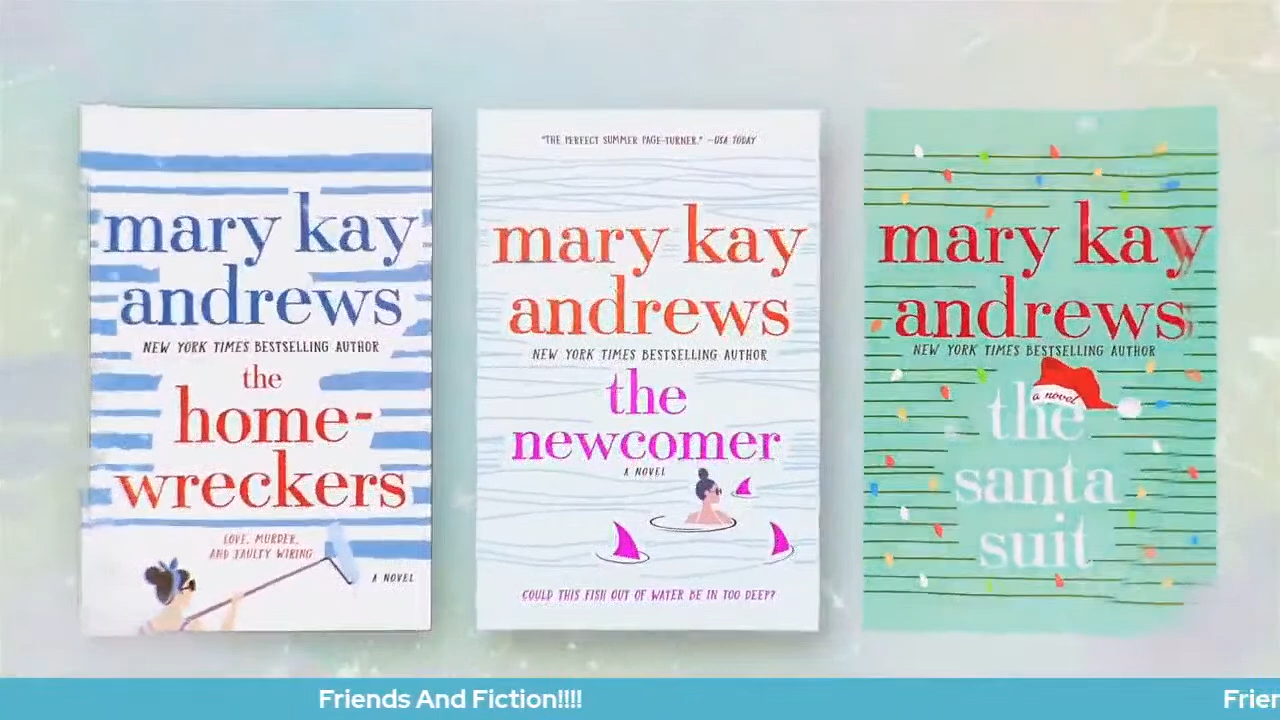 mary kay
andrews
NEW YORK TIMES BESTSELLING AUTHOR
the
home-
wreckers
LOVE, MURDER,
AND FAULTY WIRING
A NOVEL
"THE PERFECT SUMMER PAGE-TURNER." —USA TODAY
mary kay
andrews
NEW YORK TIMES BESTSELLING AUTHOR
the
newcomer
A NOVEL
COULD THIS FISH OUT OF WATER BE IN TOO DEEP?
mary kay
andrews
NEW YORK TIMES BESTSELLING AUTHOR
a novel
the
santa
suit
Friends And Fiction!!!!
Frien